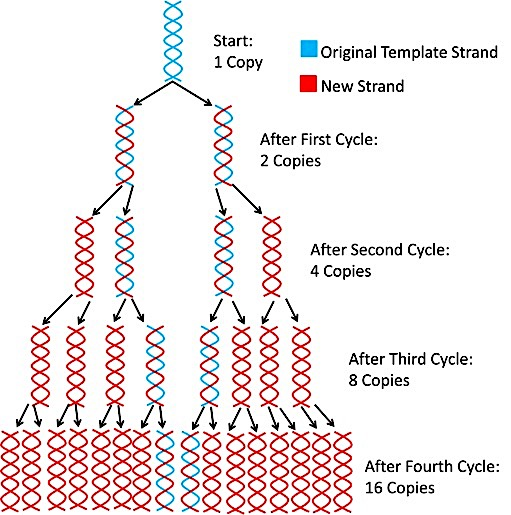 Start:
1 Copy
Original Template Strand
New Strand
After First Cycle:
2 Copies
After Second Cycle:
4 Copies
After Third Cycle:
8 Copies
After Fourth Cycle:
16 Copies